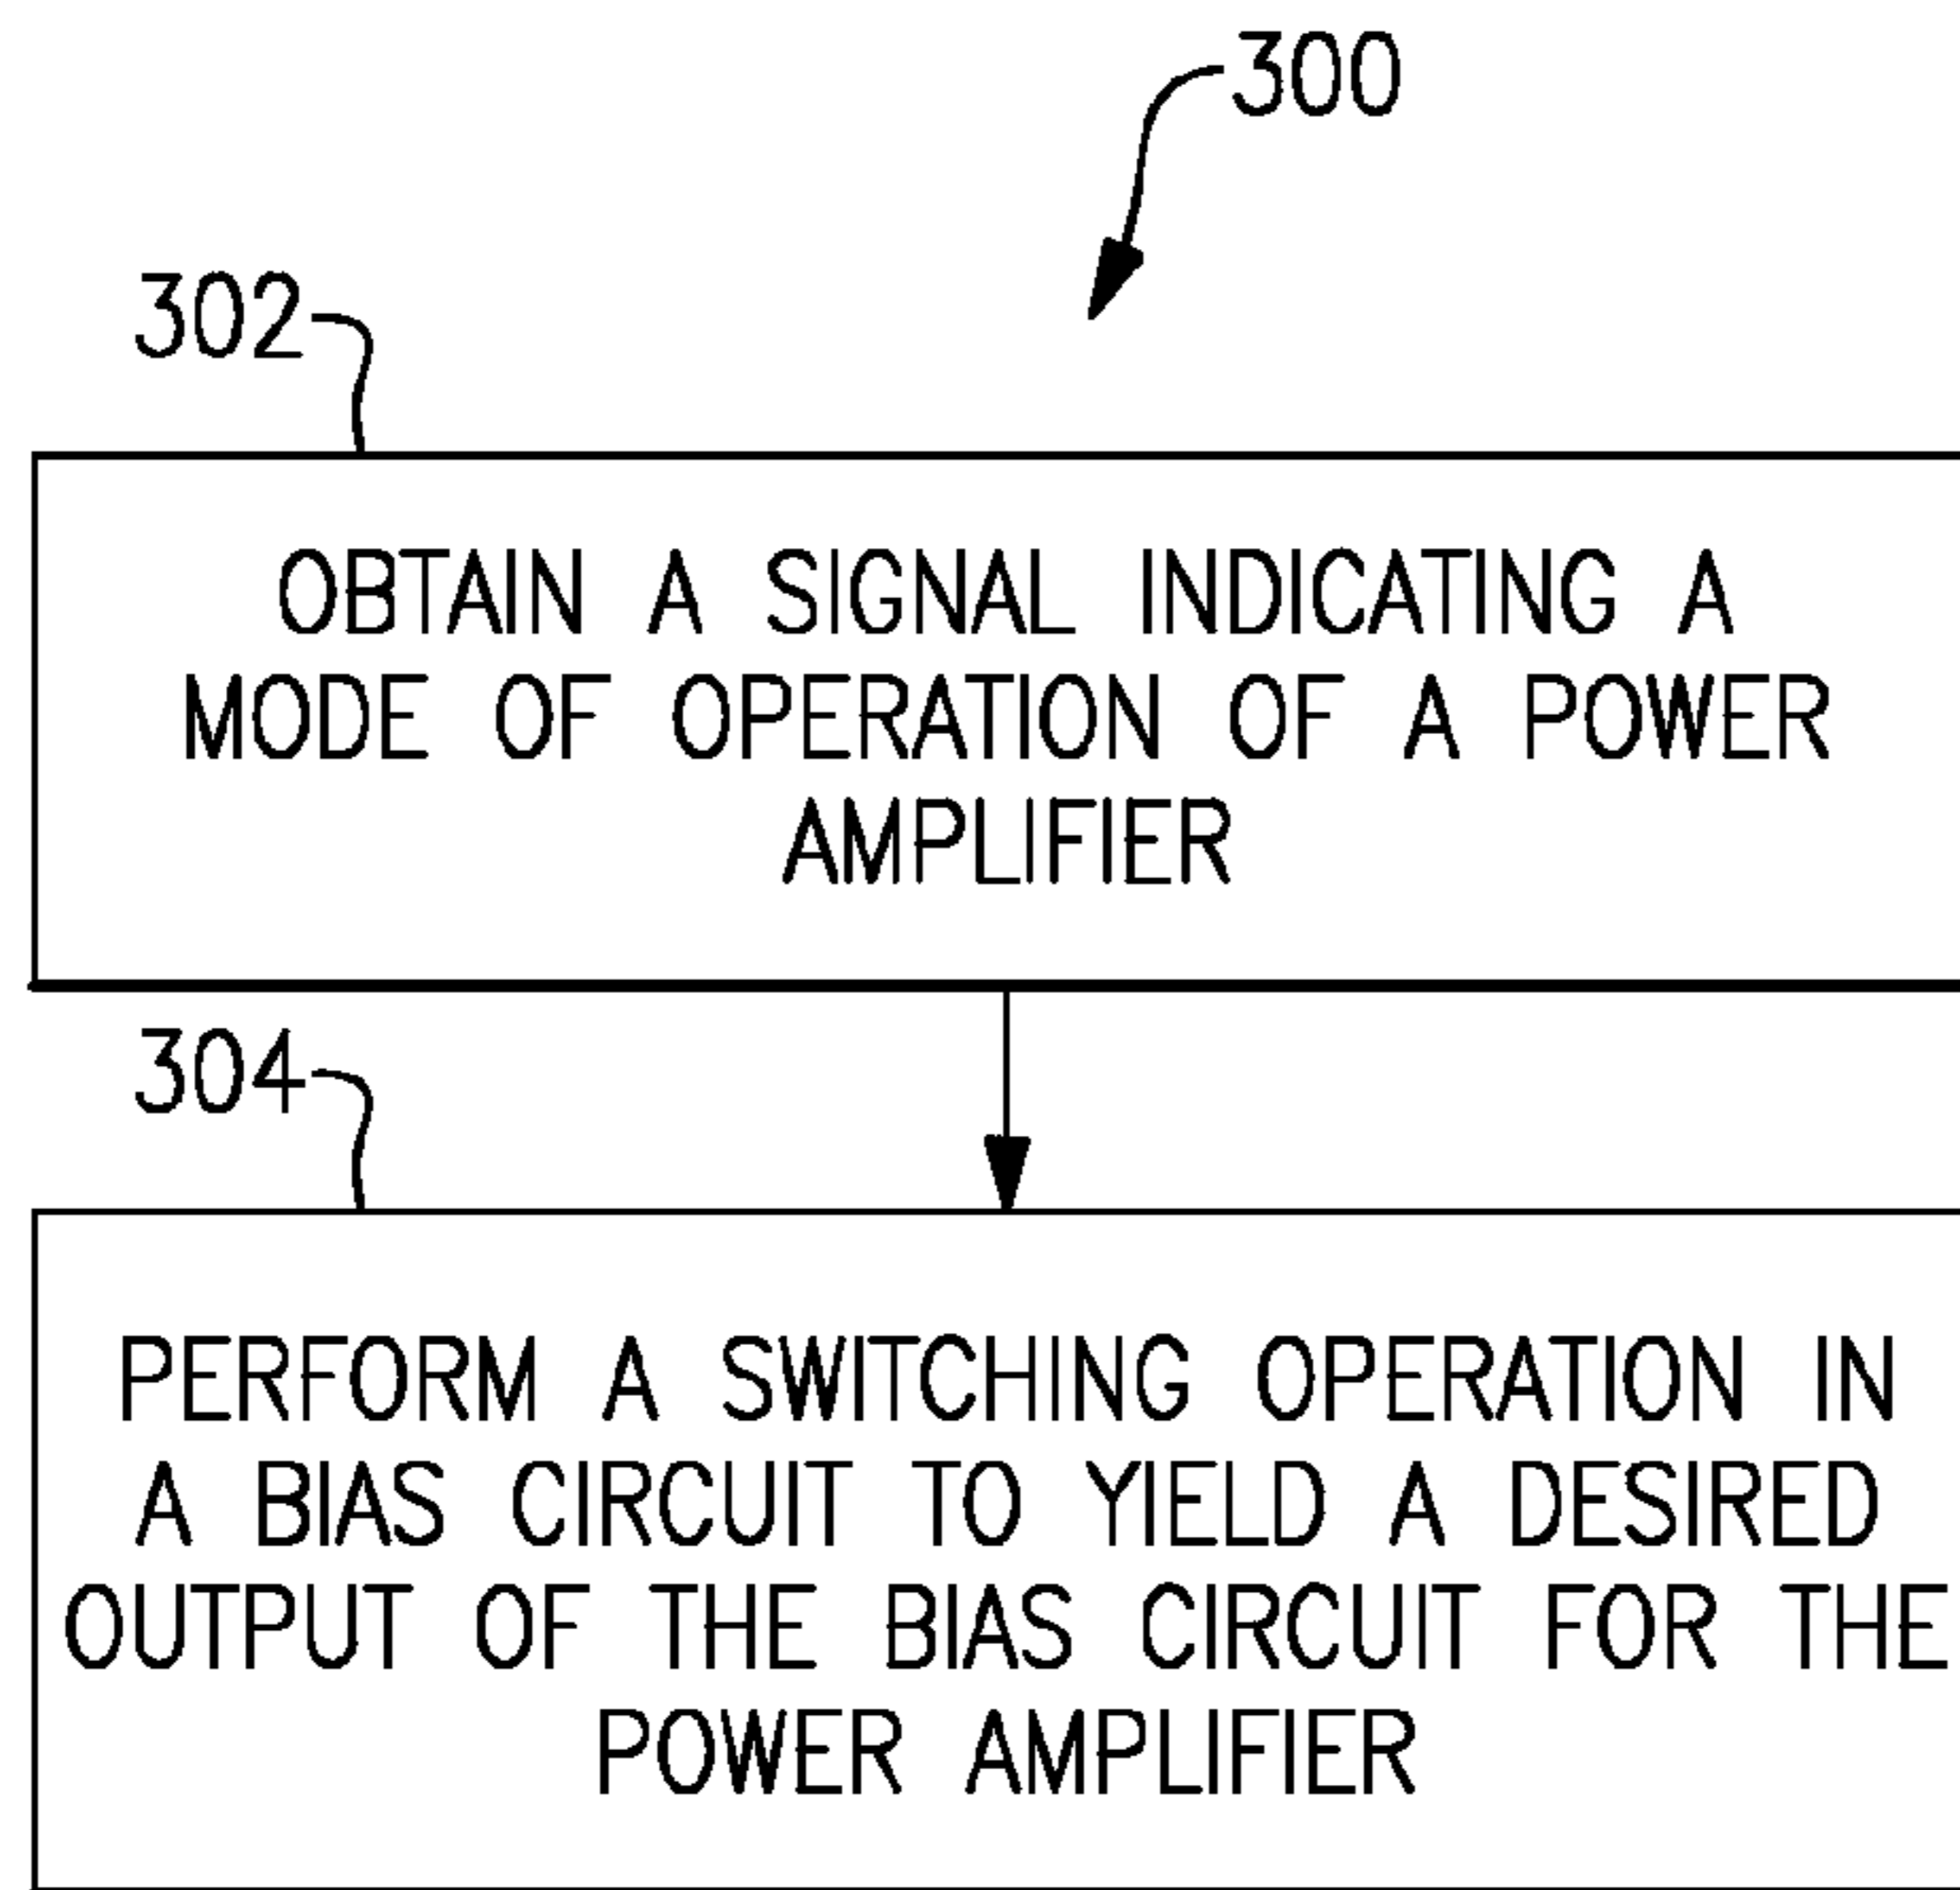 300
302
OBTAIN A SIGNAL INDICATING A
MODE OF OPERATION OF A POWER
AMPLIFIER
304
PERFORM A SWITCHING OPERATION IN
A BIAS CIRCUIT TO YIELD A DESIRED
OUTPUT OF THE BIAS CIRCUIT FOR THE
POWER AMPLIFIER